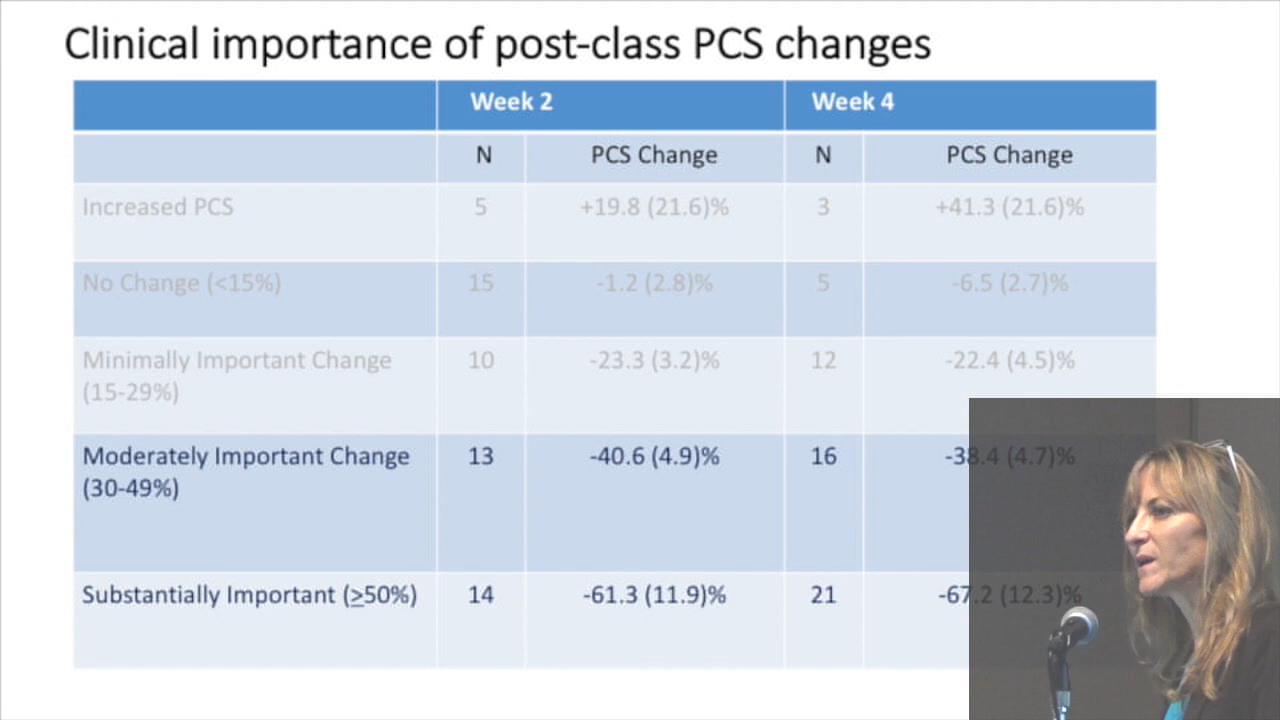 Clinical importance of post-class PCS changes
Week 2 Week 4
N PCS Change N PCS Change
Increased PCS 5 +19.8 (21.6)% 3 +41.3 (21.6)%
No Change (<15%) 15 -1.2 (2.8)% 5 -6.5 (2.7)%
Minimally Important Change 10 -23.3 (3.2)% 12 -22.4 (4.5)%
(15-29%)
Moderately Important Change 13 -40.6 (4.9)% 16 -38.4 (4.7)%
(30-49%)
Substantially Important (≥50%) 14 -61.3 (11.9)% 21 -67.2 (12.3)%